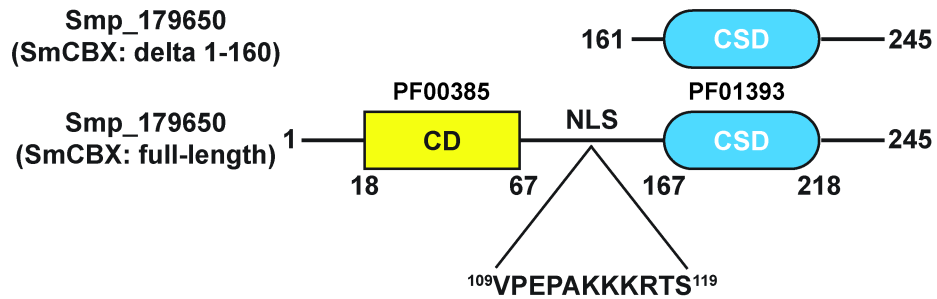 Smp_179650
(SmCBX: delta 1-160)
161 CSD 245
PF00385 PF01393
Smp_179650
(SmCBX: full-length)
1 CD NLS CSD 245
18 67 167 218
¹⁰⁹VPEPAKKKRTS¹¹⁹